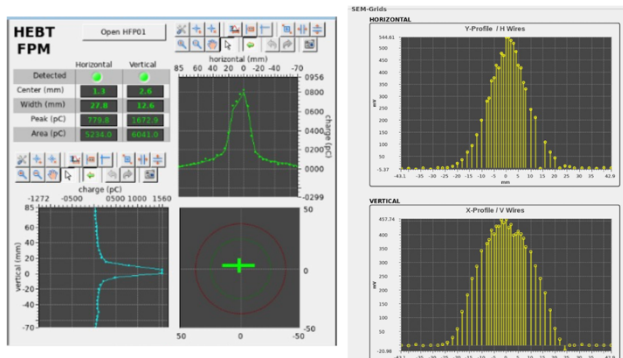 HEBT
FPM
Open HFP01
Horizontal Vertical
Detected
Center (mm) 1.3 2.6
Width (mm) 27.8 12.6
Peak (pC) 779.8 1672.9
Area (pC) 5234.0 6041.0
horizontal (mm)
85 60 40 20 0 -20 -40 -70
0956
0800
0400
0200
0000
-0299
charge (pC)
charge (pC)
-1272 -0500 0500 1000 1560
85
60
40
20
0
-20
-40
-70
vertical (mm)
50
0
-50
50 0 -50
SEM-Grids
HORIZONTAL
Y-Profile / H Wires
544.61
500
450
400
350
300
250
200
150
100
50
-5.37
mV
-43.1 -35 -30 -25 -20 -15 -10 -5 0 5 10 15 20 25 30 35 42.9
mm
VERTICAL
X-Profile / V Wires
457.74
400
350
300
250
200
150
100
50
-20.98
mV